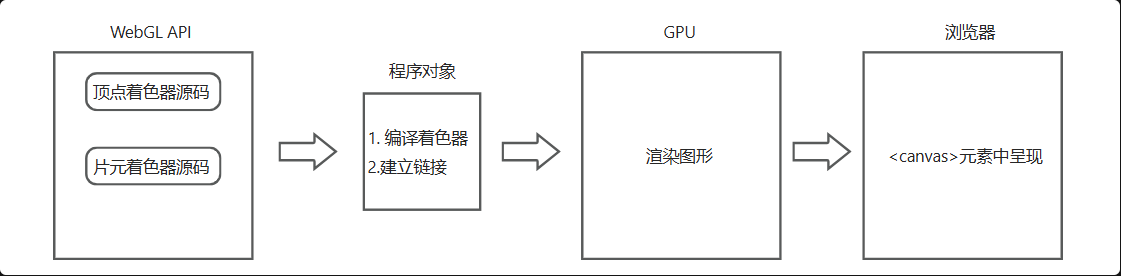 WebGL API
顶点着色器源码
片元着色器源码
程序对象
1. 编译着色器
2.建立链接
GPU
渲染图形
浏览器
<canvas>元素中呈现